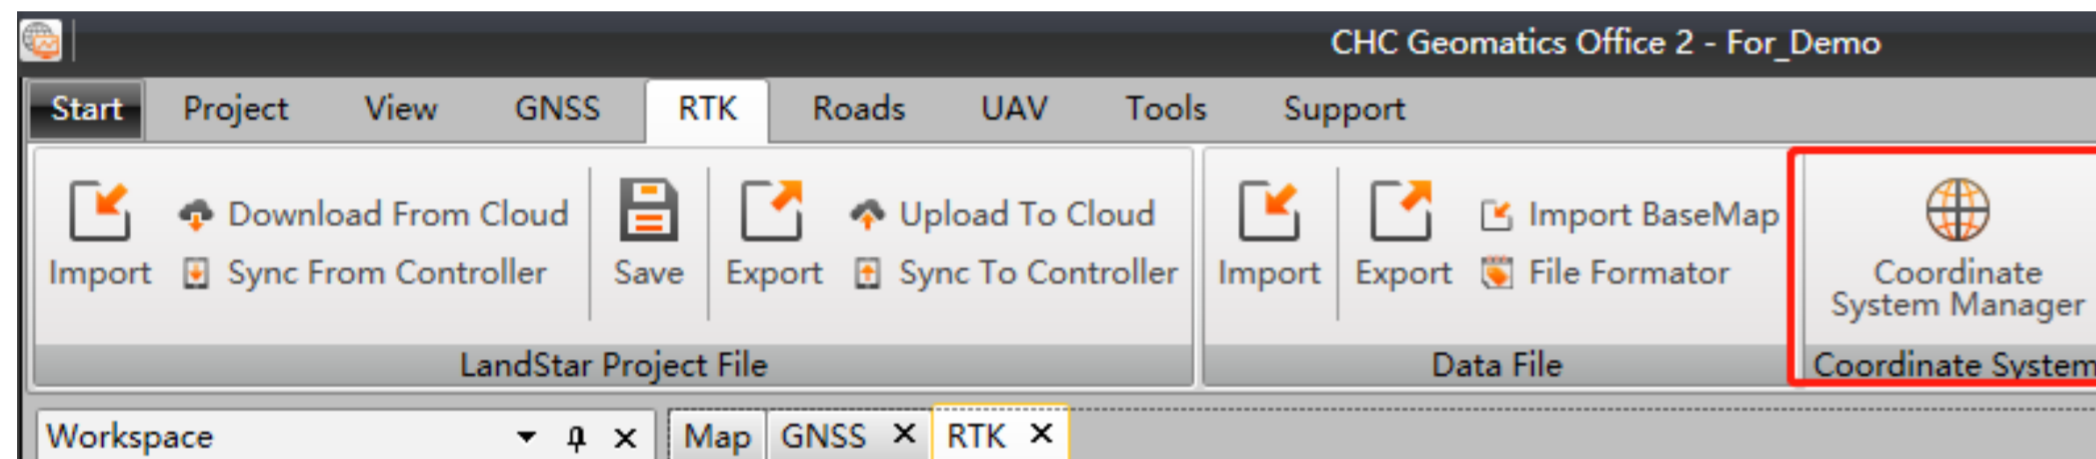 CHC Geomatics Office 2 - For_Demo
Start Project View GNSS RTK Roads UAV Tools Support
Import
Download From Cloud
Sync From Controller
Save
Export
Upload To Cloud
Sync To Controller
LandStar Project File
Import
Export
Import BaseMap
File Formator
Data File
Coordinate
System Manager
Coordinate System
Workspace
Map GNSS RTK